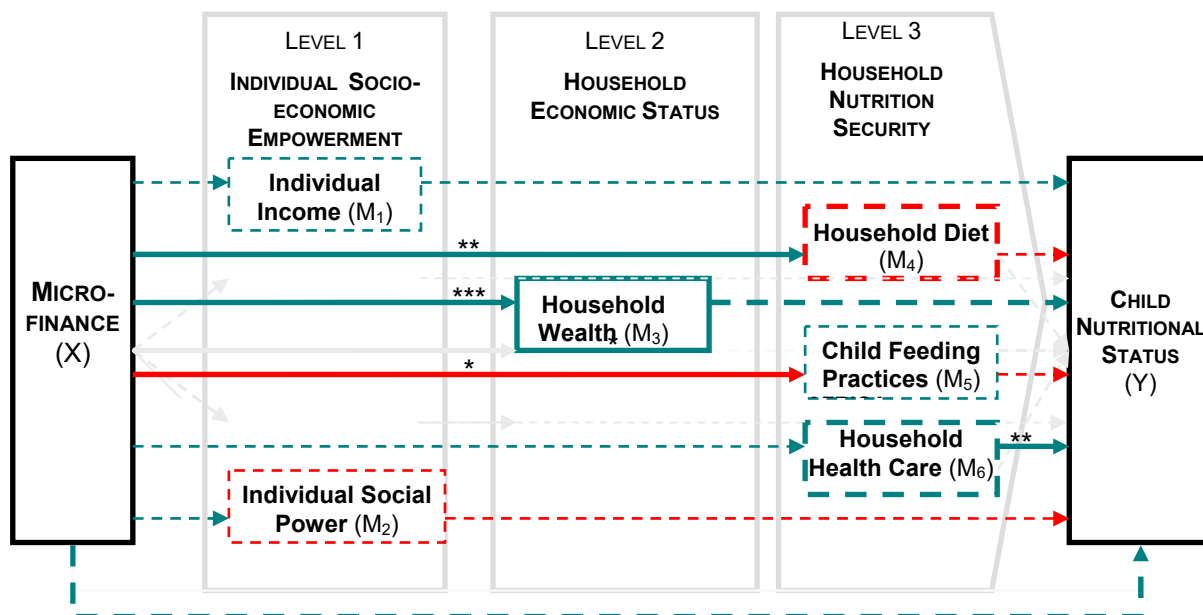 LEVEL 1
INDIVIDUAL SOCIO-
ECONOMIC
EMPOWERMENT
LEVEL 2
HOUSEHOLD
ECONOMIC STATUS
LEVEL 3
HOUSEHOLD
NUTRITION
SECURITY
MICRO-
FINANCE
(X)
Individual
Income (M1)
**
Household Diet
(M4)
***
Household
Wealth (M3)
*
*
Child Feeding
Practices (M5)
Household
Health Care (M6)
**
Individual Social
Power (M2)
CHILD
NUTRITIONAL
STATUS
(Y)